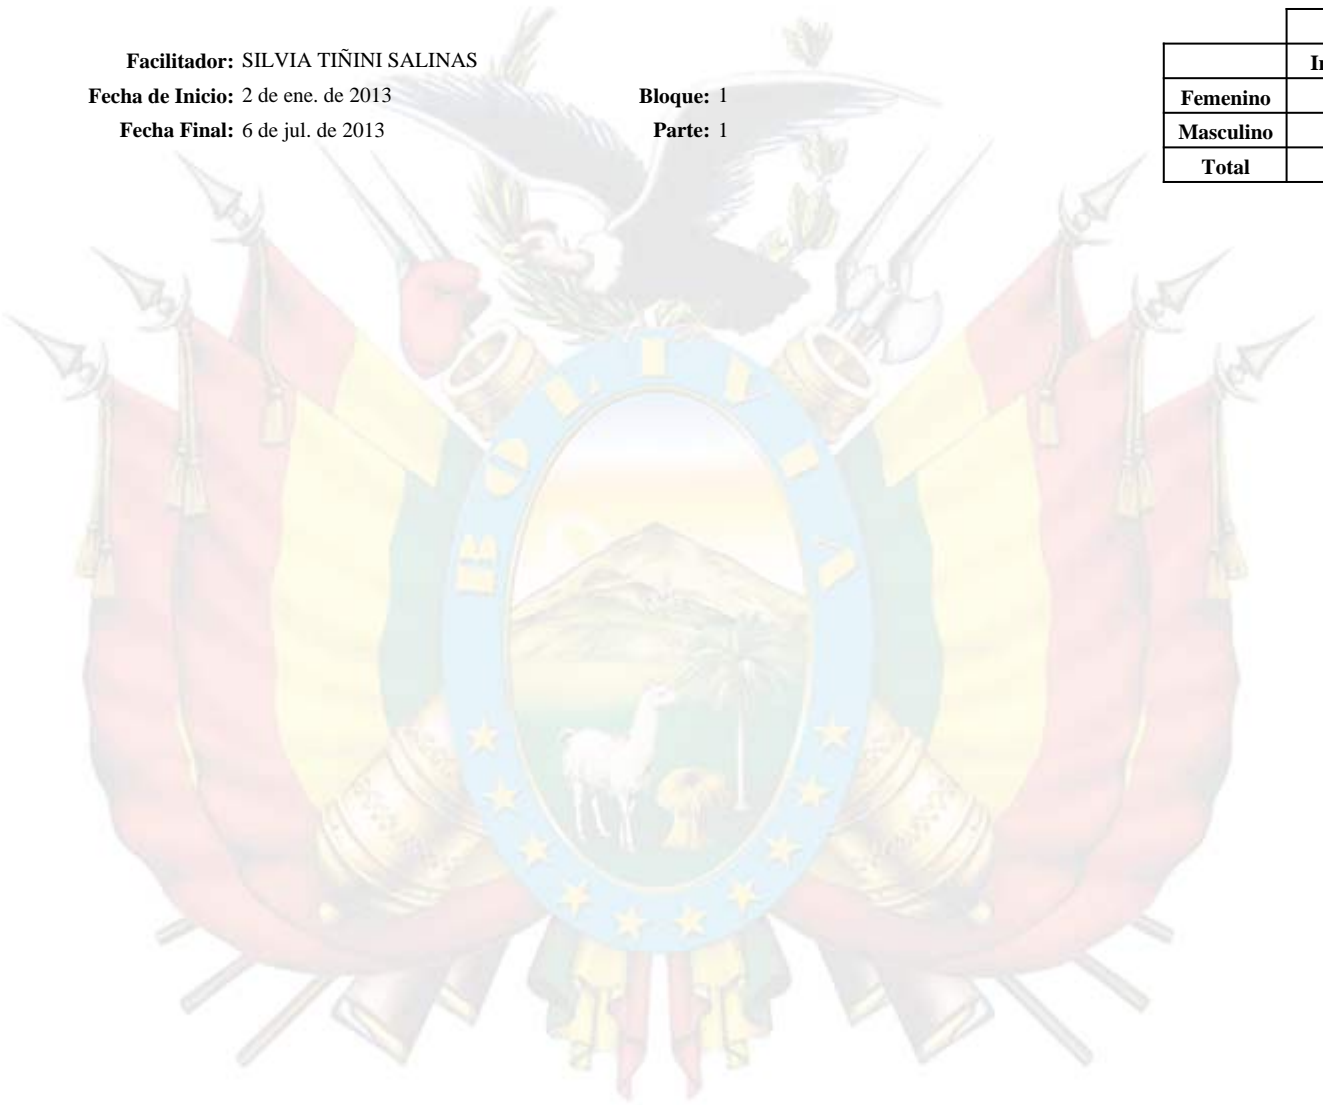 Facilitador: SILVIA TIÑINI SALINAS
Fecha de Inicio: 2 de ene. de 2013 Bloque: 1
Fecha Final: 6 de jul. de 2013 Parte: 1
Femenino
Masculino
Total
BOLIVIA